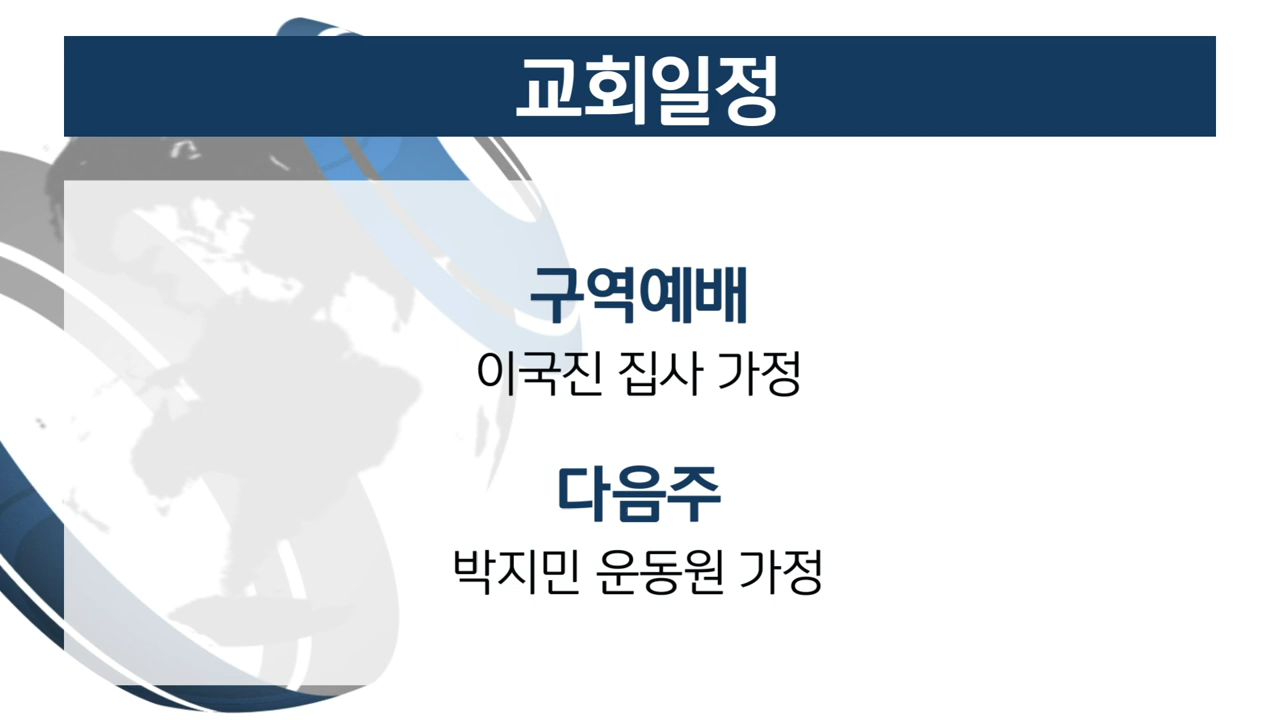 교회일정
구역예배
이국진 집사 가정
다음주
박지민 운동원 가정